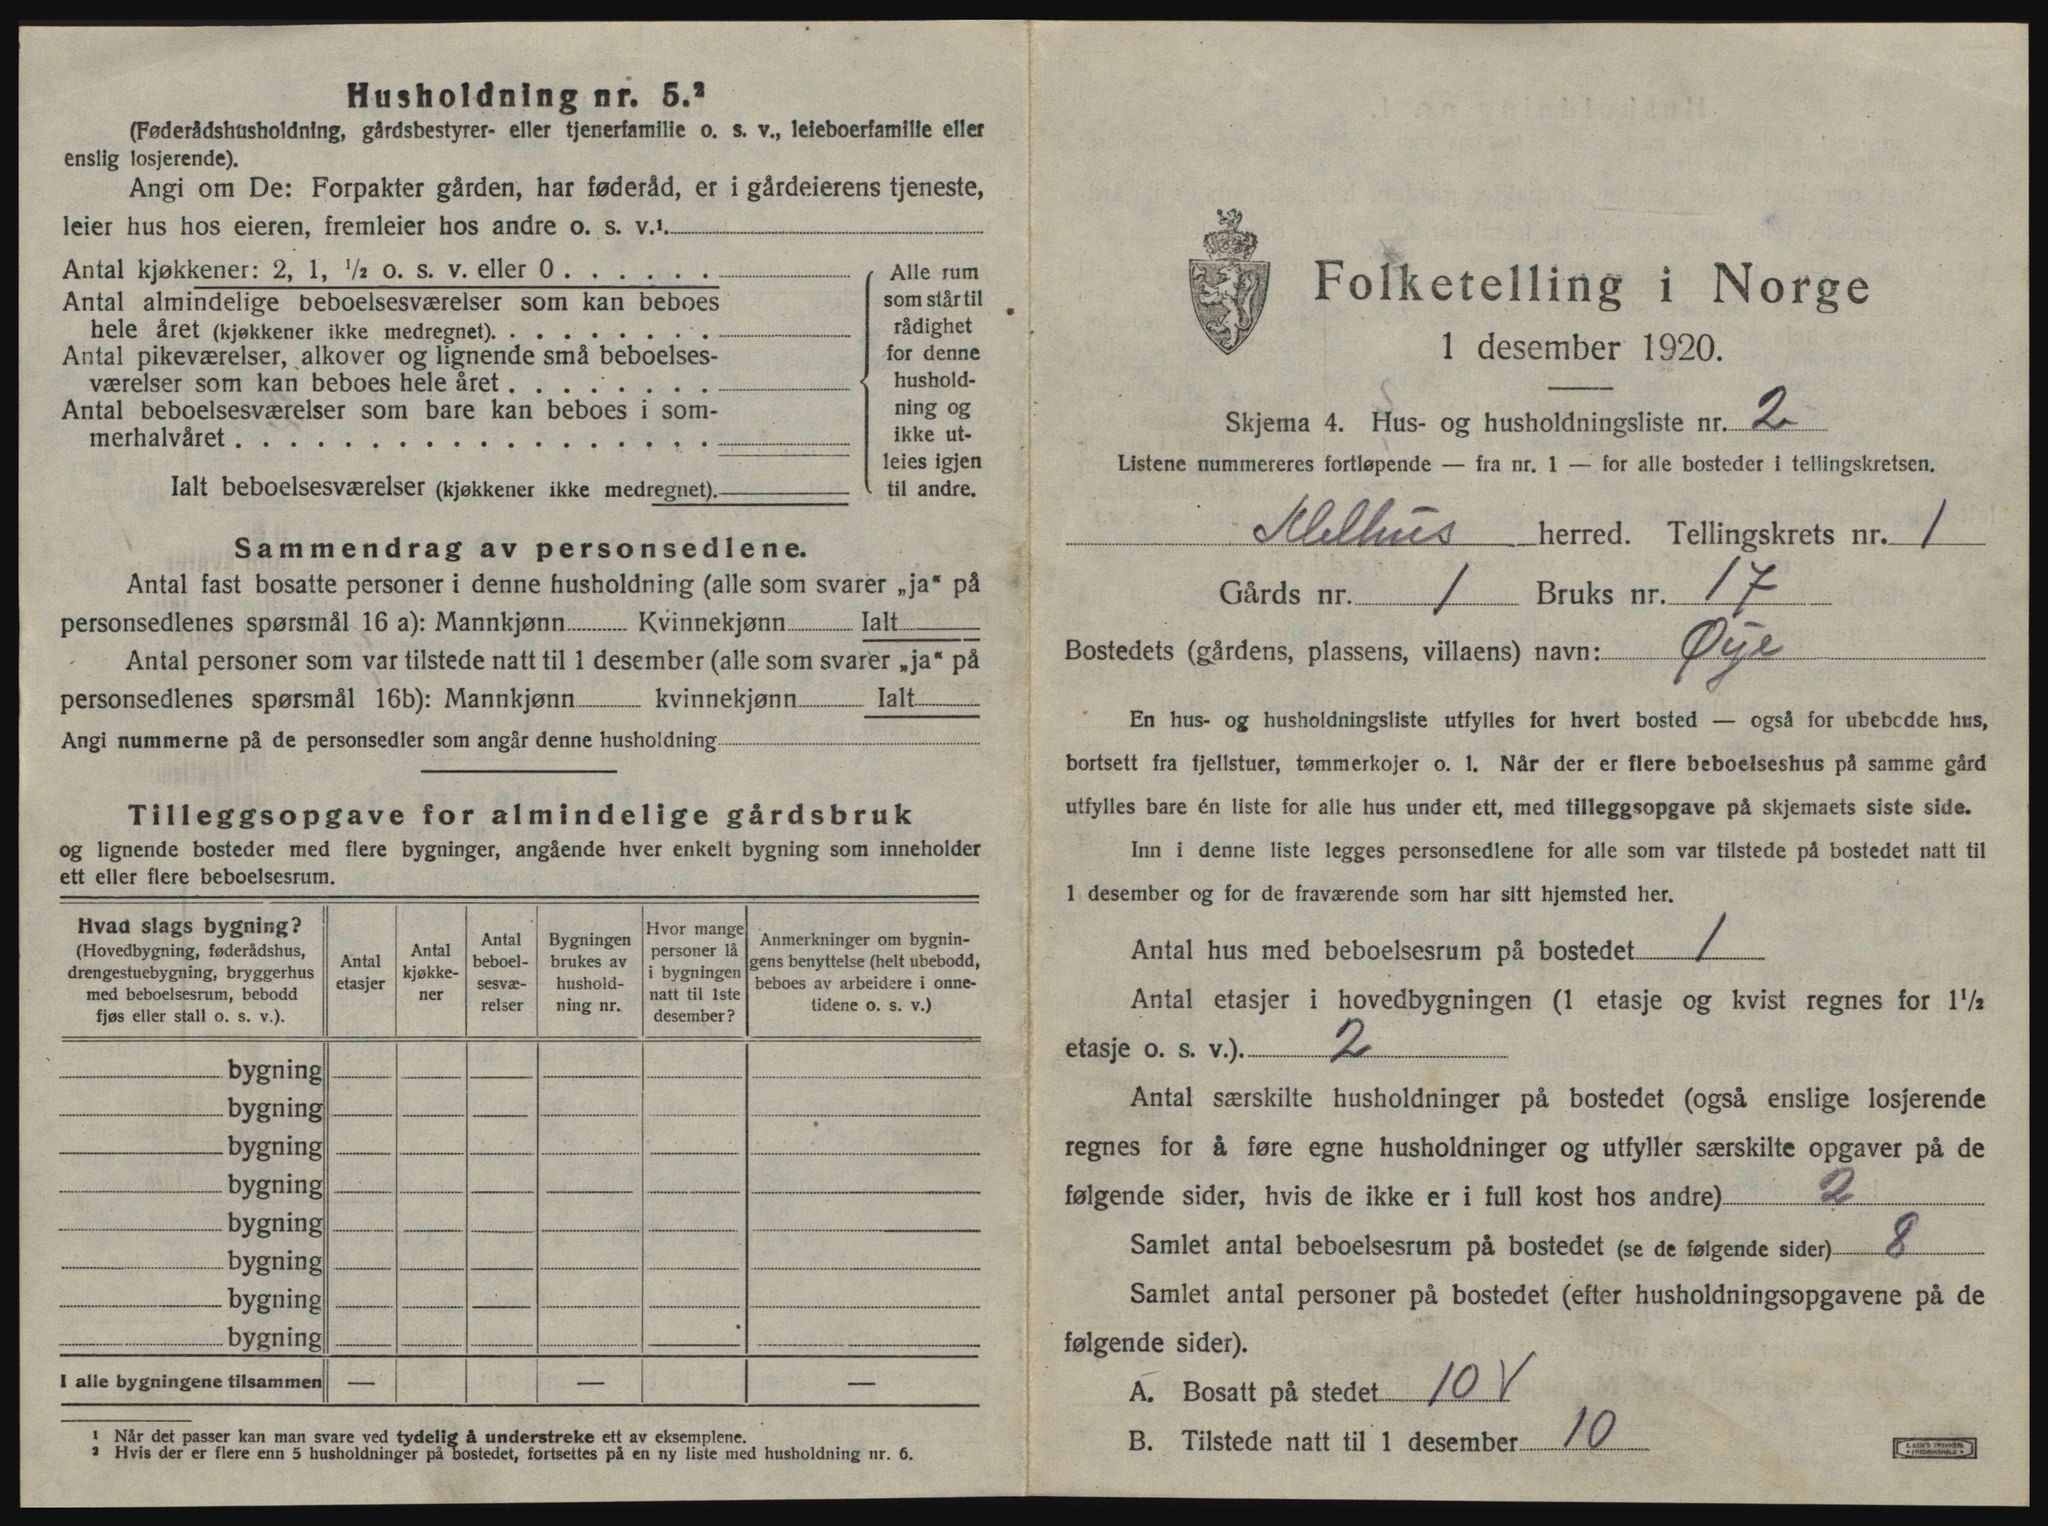 Husholdning nr. 5.²
(Føderådshusholdning, gårdsbestyrer- eller tjenerfamilie o. s. v., leieboerfamilie eller
enslig losjerende).
Angi om De: Forpakter gården, har føderåd, er i gårdeierens tjeneste,
leier hus hos eieren, fremleier hos andre o. s. v.¹
Antal kjøkkener: 2, 1, ½ o. s. v. eller 0 . . . . . .
Antal almindelige beboelsesværelser som kan beboes
hele året (kjøkkener ikke medregnet). . . . . . . . .
Antal pikeværelser, alkover og lignende små beboelses-
værelser som kan beboes hele året . . . . . . . .
Antal beboelsesværelser som bare kan beboes i som-
merhalvåret . . . . . . . . . . . . . . . . . .
Ialt beboelsesværelser (kjøkkener ikke medregnet).
Alle rum
som står til
rådighet
for denne
hushold-
ning og
ikke ut-
leies igjen
til andre.
Sammendrag av personsedlene.
Antal fast bosatte personer i denne husholdning (alle som svarer „ja“ på
personsedlenes spørsmål 16 a): Mannkjønn Kvinnekjønn Ialt
Antal personer som var tilstede natt til 1 desember (alle som svarer „ja“ på
personsedlenes spørsmål 16b): Mannkjønn kvinnekjønn Ialt
Angi nummerne på de personsedler som angår denne husholdning
Tilleggsopgave for almindelige gårdsbruk
og lignende bosteder med flere bygninger, angående hver enkelt bygning som inneholder
ett eller flere beboelsesrum.
Hvad slags bygning?
(Hovedbygning, føderådshus,
drengestuebygning, bryggerhus
med beboelsesrum, bebodd
fjøs eller stall o. s. v.).
Antal
etasjer
Antal
kjøkke-
ner
Antal
beboel-
sesvæ-
relser
Bygningen
brukes av
hushold-
ning nr.
Hvor mange
personer lå
i bygningen
natt til 1ste
desember?
Anmerkninger om bygnin-
gens benyttelse (helt ubebodd,
beboes av arbeidere i onne-
tidene o. s. v.)
bygning
bygning
bygning
bygning
bygning
bygning
bygning
bygning
I alle bygningene tilsammen — — —
¹ Når det passer kan man svare ved tydelig å understreke ett av eksemplene.
² Hvis der er flere enn 5 husholdninger på bostedet, fortsettes på en ny liste med husholdning nr. 6.
Folketelling i Norge
1 desember 1920.
Skjema 4. Hus- og husholdningsliste nr. 2
Listene nummereres fortløpende — fra nr. 1 — for alle bosteder i tellingskretsen.
Melhus herred. Tellingskrets nr. 1
Gårds nr. 1 Bruks nr. 17
Bostedets (gårdens, plassens, villaens) navn: Øye
En hus- og husholdningsliste utfylles for hvert bosted — også for ubebodde hus,
bortsett fra fjellstuer, tømmerkojer o. l. Når der er flere beboelseshus på samme gård
utfylles bare én liste for alle hus under ett, med tilleggsopgave på skjemaets siste side.
Inn i denne liste legges personsedlene for alle som var tilstede på bostedet natt til
1 desember og for de fraværende som har sitt hjemsted her.
Antal hus med beboelsesrum på bostedet 1
Antal etasjer i hovedbygningen (1 etasje og kvist regnes for 1½
etasje o. s. v.). 2
Antal særskilte husholdninger på bostedet (også enslige losjerende
regnes for å føre egne husholdninger og utfyller særskilte opgaver på de
følgende sider, hvis de ikke er i full kost hos andre) 2
Samlet antal beboelsesrum på bostedet (se de følgende sider) 8
Samlet antal personer på bostedet (efter husholdningsopgavene på de
følgende sider).
A. Bosatt på stedet 10 V
B. Tilstede natt til 1 desember 10